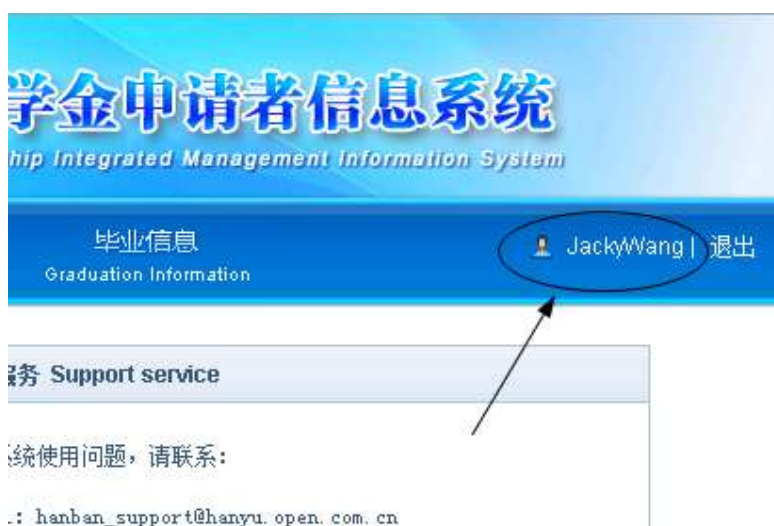 学金申请者信息系统
hip Integrated Management Information System
毕业信息
Graduation Information
JackyWang | 退出
服务 Support service
系统使用问题，请联系：
.: hanban_support@hanyu.open.com.cn